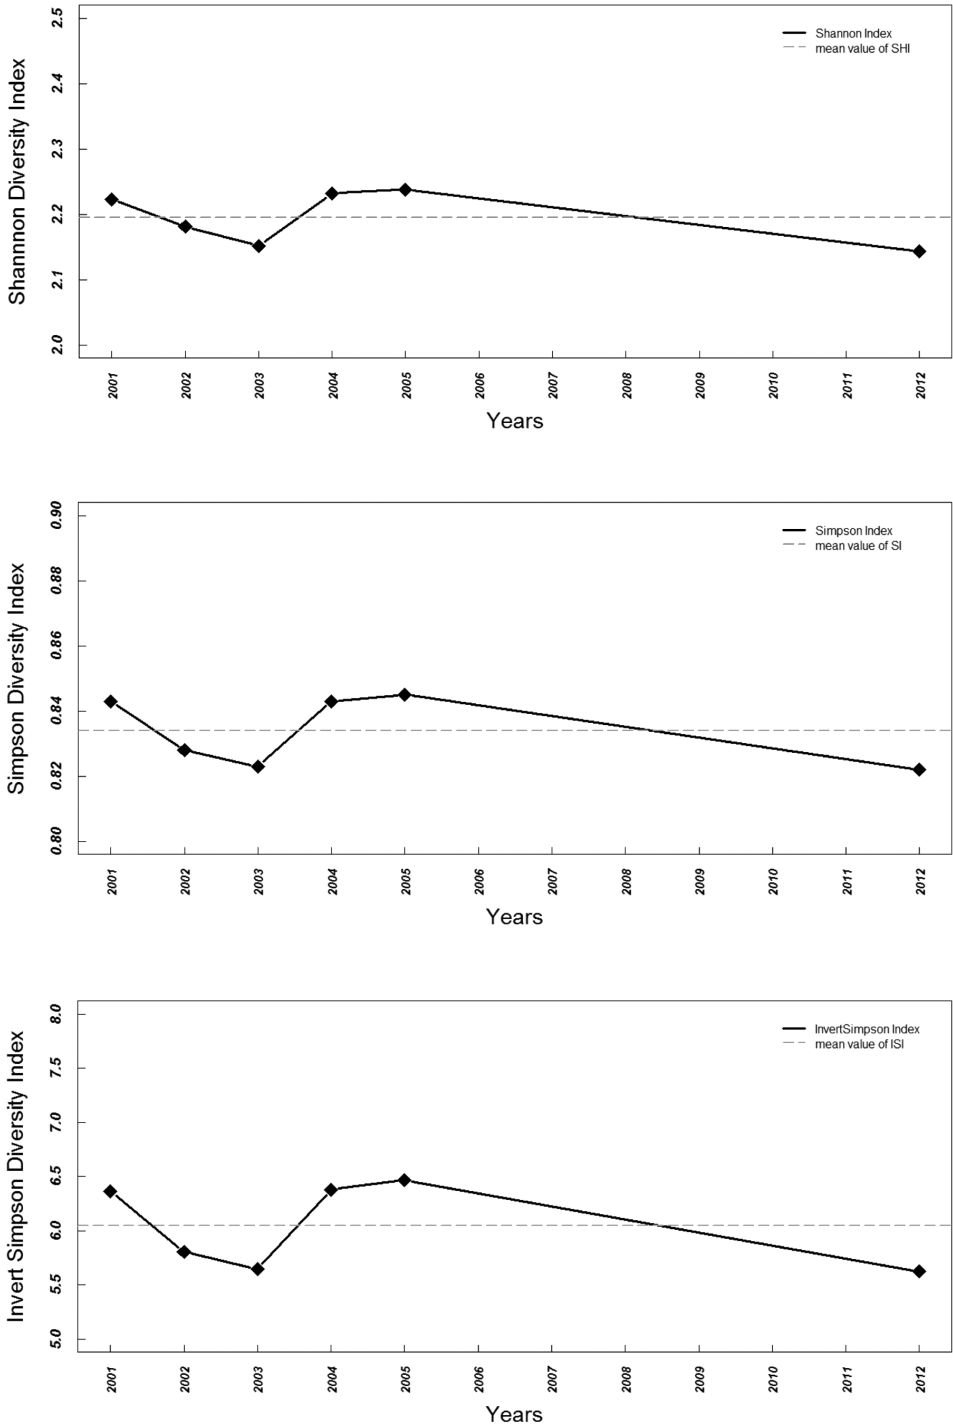 Shannnon Diversity Index
2.5
2.4
2.3
2.2
2.1
2.0
Shannon Index
mean value of SHI
2001 2002 2003 2004 2005 2006 2007 2008 2009 2010 2011 2012
Years
Simpson Diversity Index
0.90
0.88
0.86
0.84
0.82
0.80
Simpson Index
mean value of SI
2001 2002 2003 2004 2005 2006 2007 2008 2009 2010 2011 2012
Years
Invert Simpson Diversity Index
8.0
7.5
7.0
6.5
6.0
5.5
5.0
InvertSimpson Index
mean value of ISI
2001 2002 2003 2004 2005 2006 2007 2008 2009 2010 2011 2012
Years